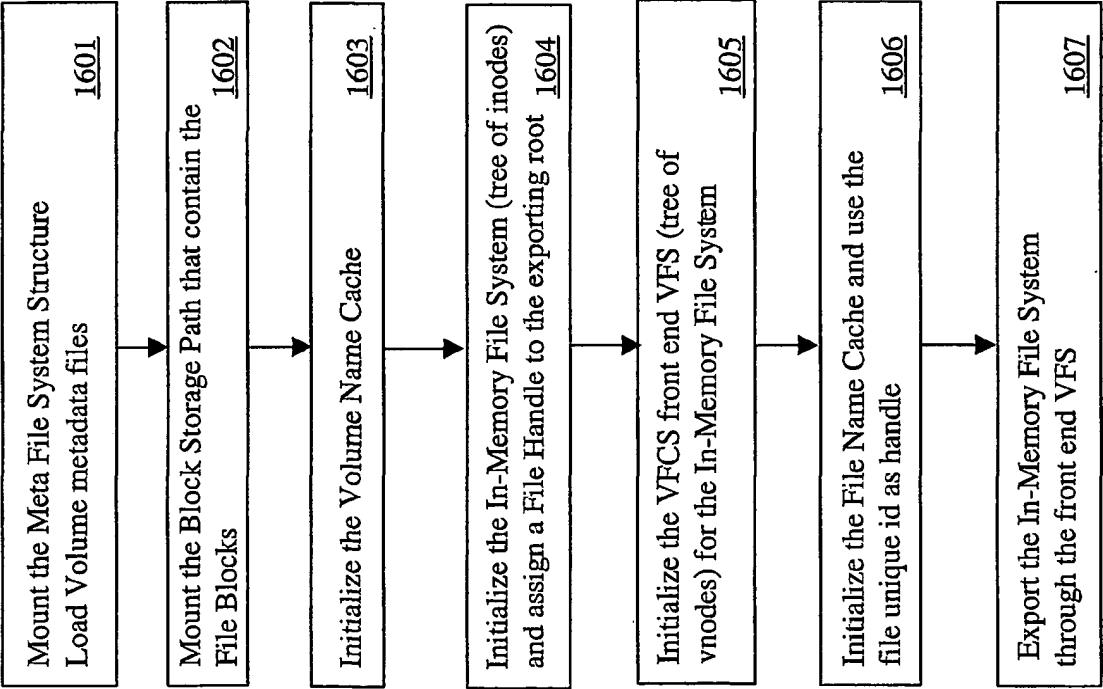 Mount the Meta File System Structure
Load Volume metadata files 1601
Mount the Block Storage Path that contain the
File Blocks 1602
Initialize the Volume Name Cache 1603
Initialize the In-Memory File System (tree of inodes)
and assign a File Handle to the exporting root 1604
Initialize the VFCS front end VFS (tree of
vnodes) for the In-Memory File System 1605
Initialize the File Name Cache and use the
file unique id as handle 1606
Export the In-Memory File System
through the front end VFS 1607